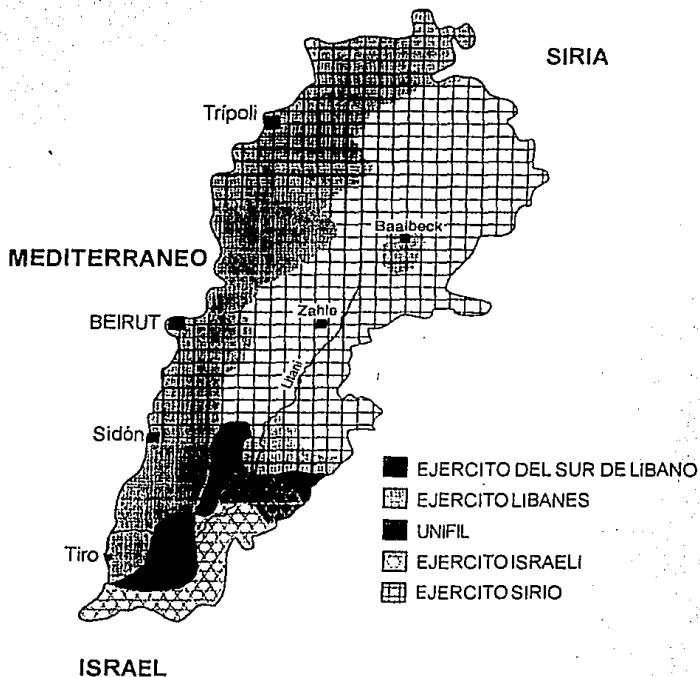 SIRIA
Trípoli
Baalbeck
MEDITERRANEO
Zahle
BEIRUT
Litani
Sidón
EJERCITO DEL SUR DE LIBANO
EJERCITO LIBANES
UNIFIL
Tiro
EJERCITO ISRAELI
EJERCITO SIRIO
ISRAEL